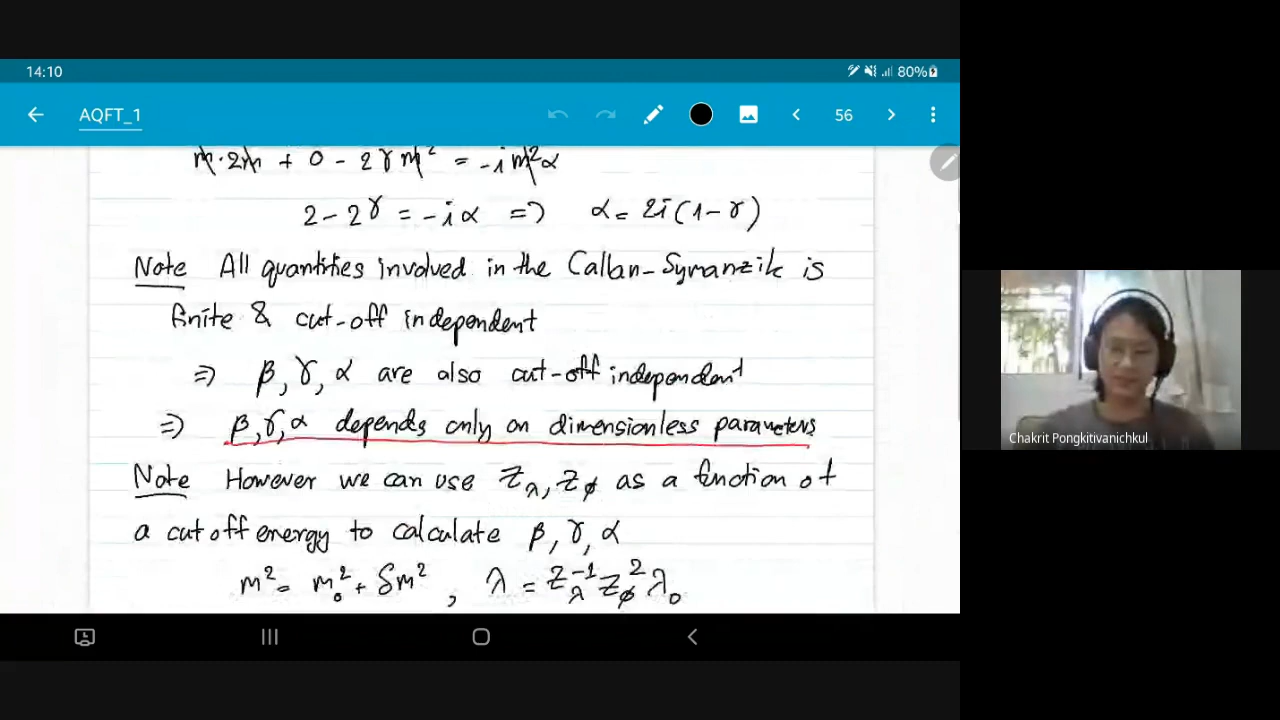 14:10
80%
AQFT_1
56
m·2m + 0 - 2γm² = -im²α
2-2γ = -iα => α = 2i(1-γ)
Note All quantities involved in the Callan-Symanzik is
finite & cut-off independent
=> β, γ, α are also cut-off independent
=> β, γ, α depends only on dimensionless parameters
Note However we can use Z_λ, Z_ϕ as a function of
a cutoff energy to calculate β, γ, α
m² = m₀² + δm² , λ = Z_λ⁻¹ Z_ϕ² λ₀
Chakrit Pongkitivanichkul